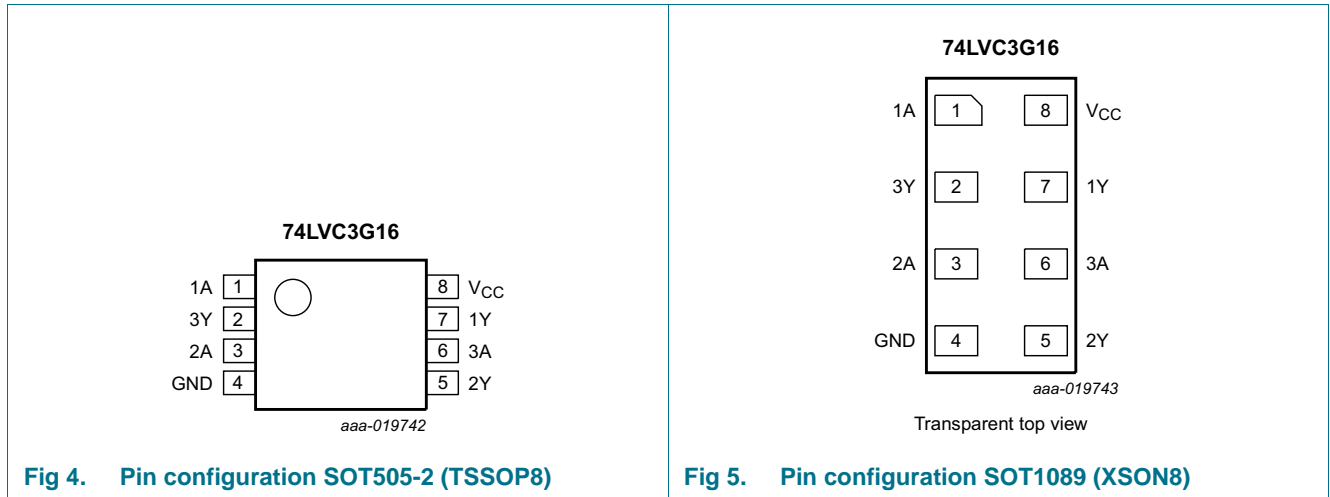 74LVC3G16
1A 1 8 VCC
3Y 2 7 1Y
2A 3 6 3A
GND 4 5 2Y
aaa-019742
Fig 4. Pin configuration SOT505-2 (TSSOP8)
74LVC3G16
1A 1 8 VCC
3Y 2 7 1Y
2A 3 6 3A
GND 4 5 2Y
aaa-019743
Transparent top view
Fig 5. Pin configuration SOT1089 (XSON8)